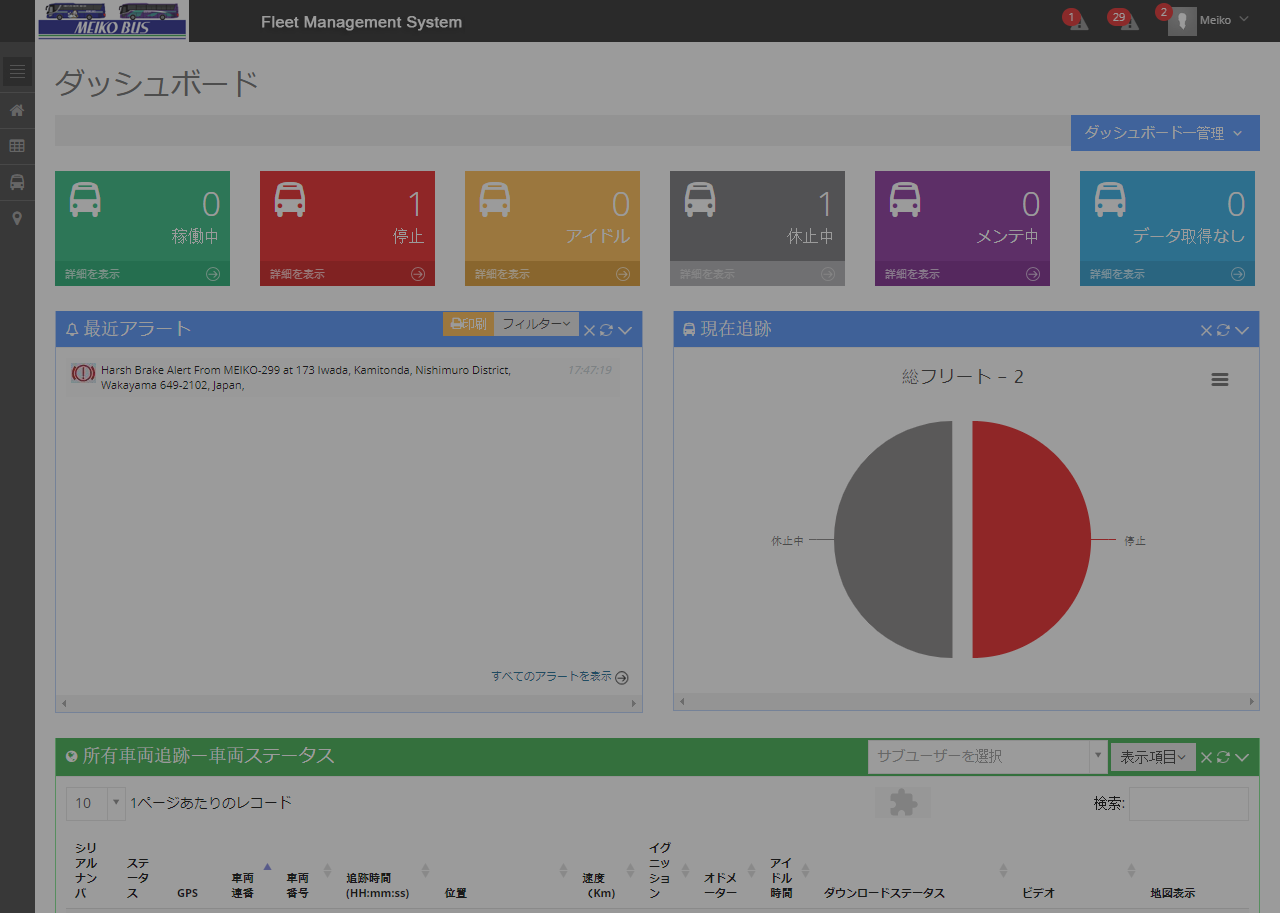 MEIKO BUS
Fleet Management System
1
29
2
Meiko
ダッシュボード
ダッシュボードー管理
0
稼働中
詳細を表示
1
停止
詳細を表示
0
アイドル
詳細を表示
1
休止中
詳細を表示
0
メンテ中
詳細を表示
0
データ取得なし
詳細を表示
最近アラート
印刷
フィルター
Harsh Brake Alert From MEIKO-299 at 173 Iwada, Kamitonda, Nishimuro District,
Wakayama 649-2102, Japan,
17:47:19
すべてのアラートを表示
現在追跡
総フリート – 2
休止中
停止
所有車両追跡ー車両ステータス
サブユーザーを選択
表示項目
10
1ページあたりのレコード
検索:
シリ
アル
ナン
バ
ステ
ータ
ス
GPS
車両
連番
車両
番号
追跡時間
(HH:mm:ss)
位置
速度
（Km)
イグ
ニッ
ショ
ン
オドメ
ーター
アイ
ドル
時間
ダウンロードステータス
ビデオ
地図表示